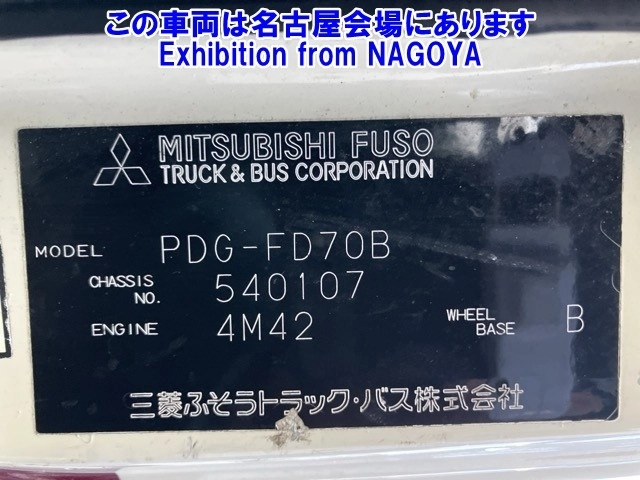 この車両は名古屋会場にあります
Exhibition from NAGOYA
MITSUBISHI FUSO
TRUCK & BUS CORPORATION
MODEL PDG-FD70B
CHASSIS NO. 540107
ENGINE 4M42 WHEEL BASE B
三菱ふそうトラック・バス株式会社